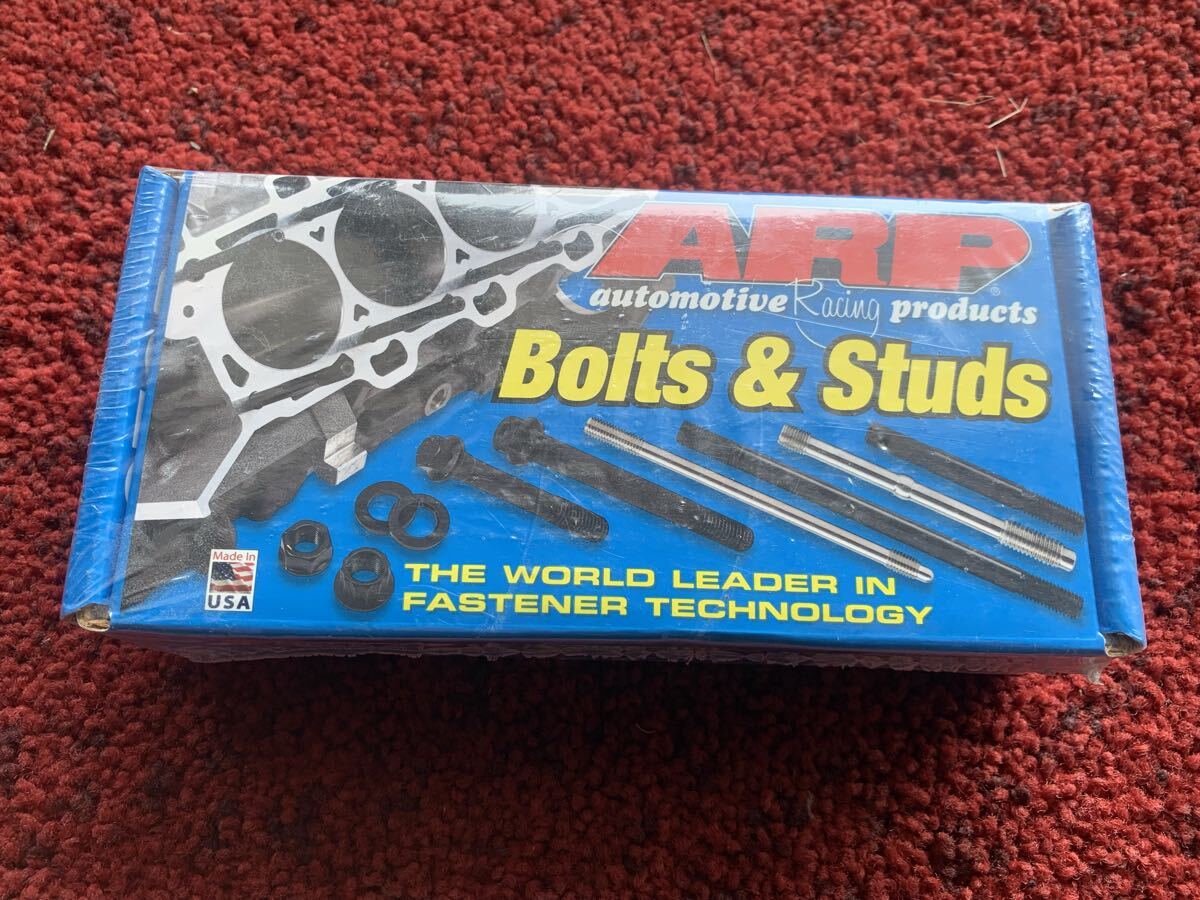 ARP®
automotive Racing products
Bolts & Studs
Made In
USA
THE WORLD LEADER IN
FASTENER TECHNOLOGY